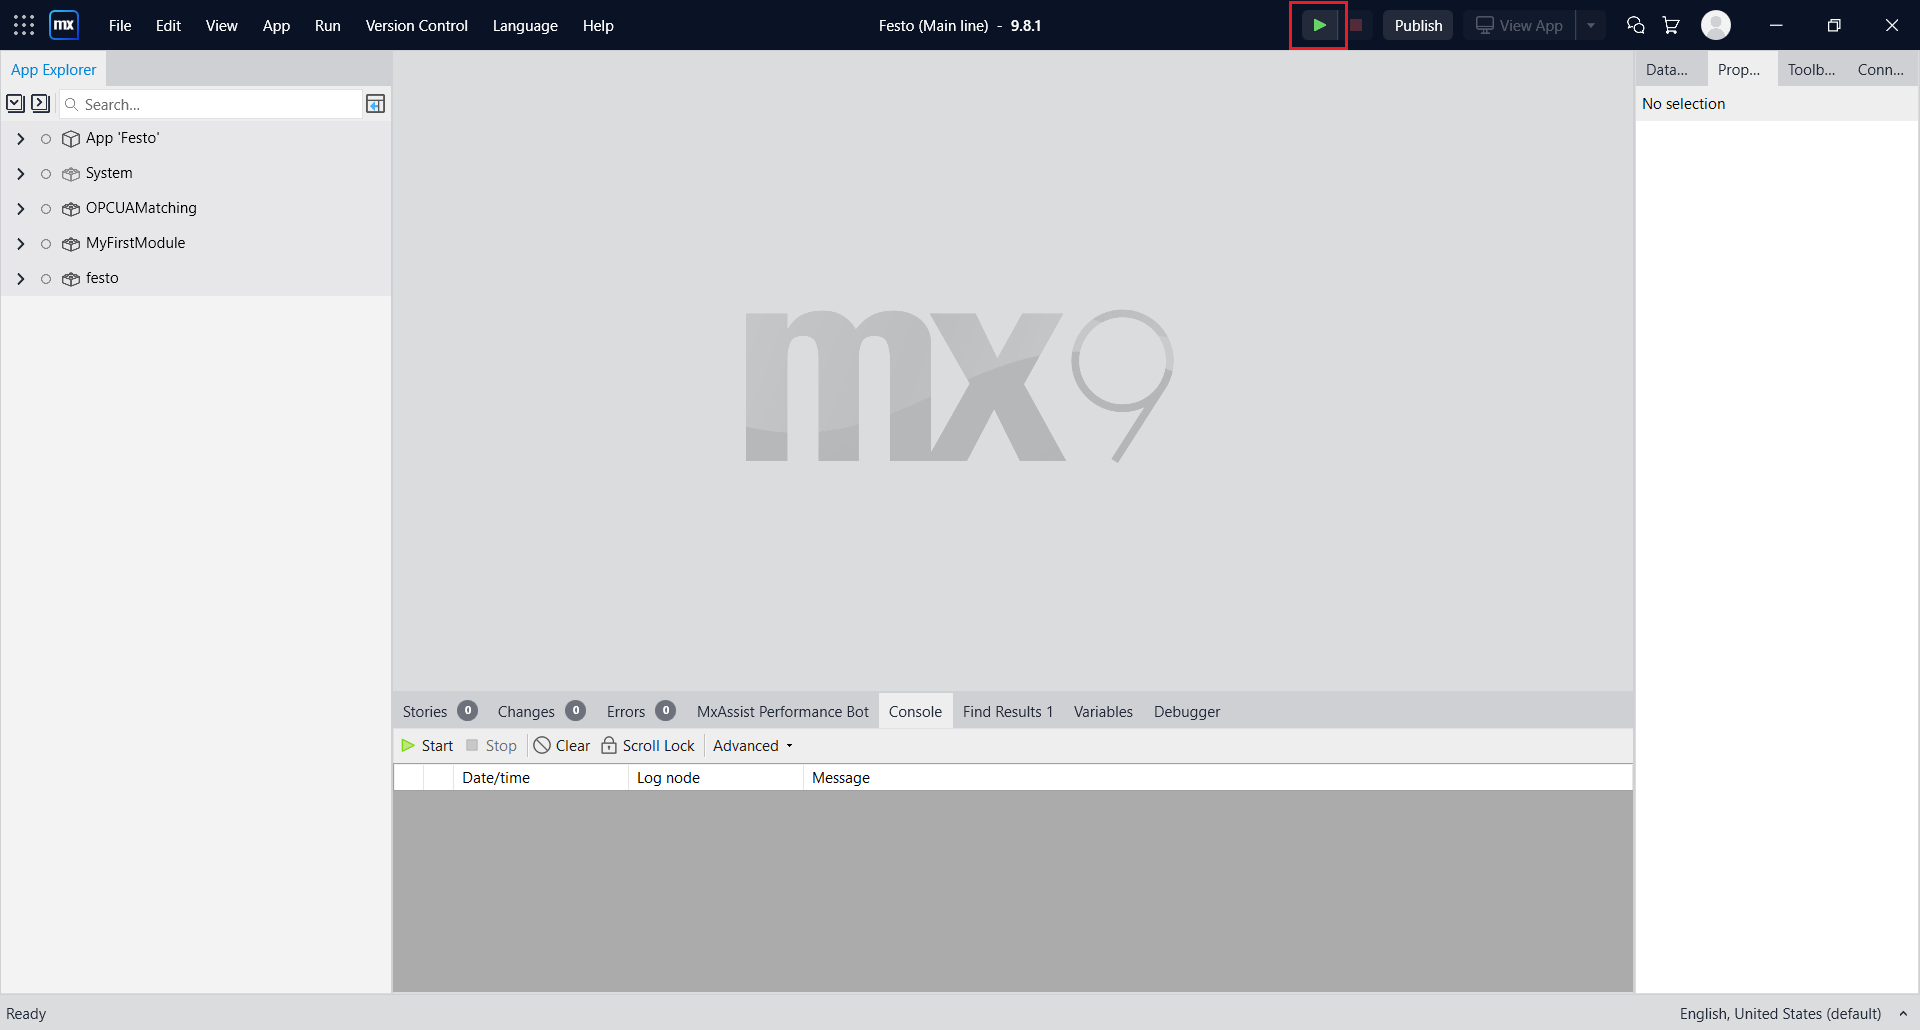 mx File Edit View App Run Version Control Language Help Festo (Main line) - 9.8.1 Publish View App
App Explorer
Search...
App 'Festo'
System
OPCUAMatching
MyFirstModule
festo
mx9
Data... Prop... Toolb... Conn...
No selection
Stories 0 Changes 0 Errors 0 MxAssist Performance Bot Console Find Results 1 Variables Debugger
Start Stop Clear Scroll Lock Advanced
Date/time Log node Message
Ready English, United States (default)